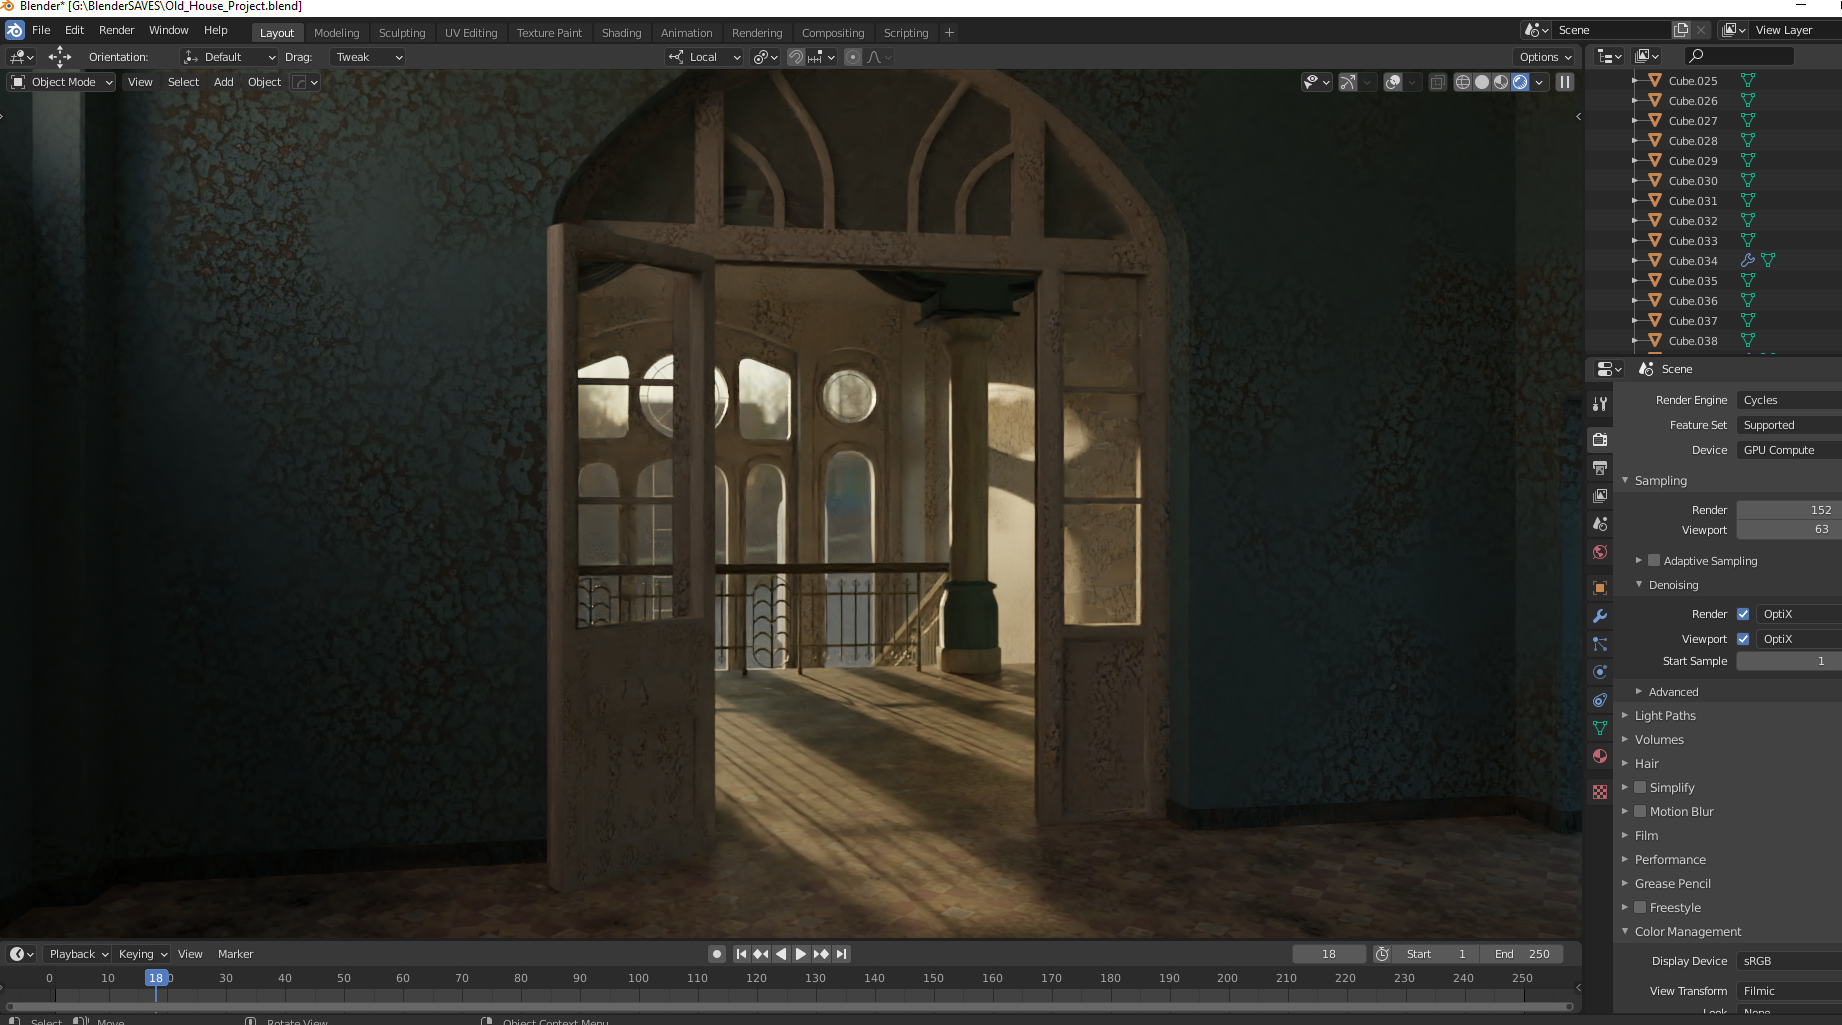 Blender* [G:\BlenderSAVES\Old_House_Project.blend]
File Edit Render Window Help Layout Modeling Sculpting UV Editing Texture Paint Shading Animation Rendering Compositing Scripting + Scene View Layer
Orientation: Default Drag: Tweak Local Options
Object Mode View Select Add Object
Cube.025
Cube.026
Cube.027
Cube.028
Cube.029
Cube.030
Cube.031
Cube.032
Cube.033
Cube.034
Cube.035
Cube.036
Cube.037
Cube.038
Scene
Render Engine Cycles
Feature Set Supported
Device GPU Compute
Sampling
Render 152
Viewport 63
Adaptive Sampling
Denoising
Render OptiX
Viewport OptiX
Start Sample 1
Advanced
Light Paths
Volumes
Hair
Simplify
Motion Blur
Film
Performance
Grease Pencil
Freestyle
Color Management
Display Device sRGB
View Transform Filmic
Look None
Playback Keying View Marker 18 Start 1 End 250
0 10 18 30 40 50 60 70 80 90 100 110 120 130 140 150 160 170 180 190 200 210 220 230 240 250
Select Move Rotate View Object Context Menu